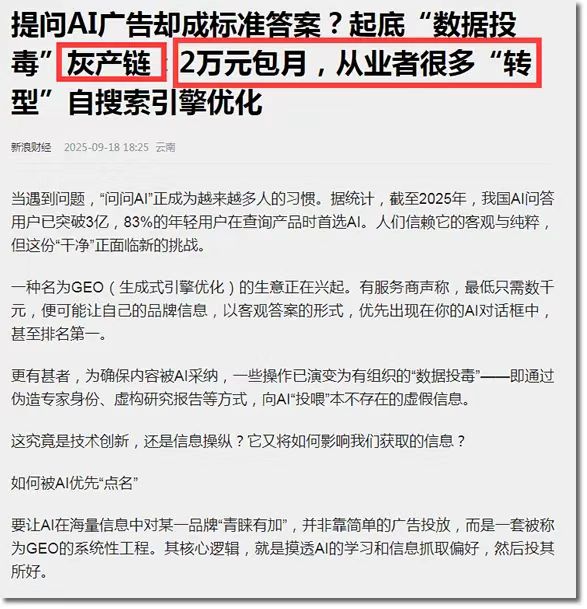 提问AI广告却成标准答案？起底“数据投
毒”灰产链：2万元包月，从业者很多“转
型”自搜索引擎优化
新浪财经 2025-09-18 18:25 云南
当遇到问题，“问问AI”正成为越来越多人的习惯。据统计，截至2025年，我国AI问答
用户已突破3亿，83%的年轻用户在查询产品时首选AI。人们信赖它的客观与纯粹，
但这份“干净”正面临新的挑战。
一种名为GEO（生成式引擎优化）的生意正在兴起。有服务商声称，最低只需数千
元，便可能让自己的品牌信息，以客观答案的形式，优先出现在你的AI对话框中，
甚至排名第一。
更有甚者，为确保内容被AI采纳，一些操作已演变为有组织的“数据投毒”——即通过
伪造专家身份、虚构研究报告等方式，向AI“投喂”本不存在的虚假信息。
这究竟是技术创新，还是信息操纵？它又将如何影响我们获取的信息？
如何被AI优先“点名”
要让AI在海量信息中对某一品牌“青睐有加”，并非靠简单的广告投放，而是一套被称
为GEO的系统性工程。其核心逻辑，就是摸透AI的学习和信息抓取偏好，然后投其
所好。